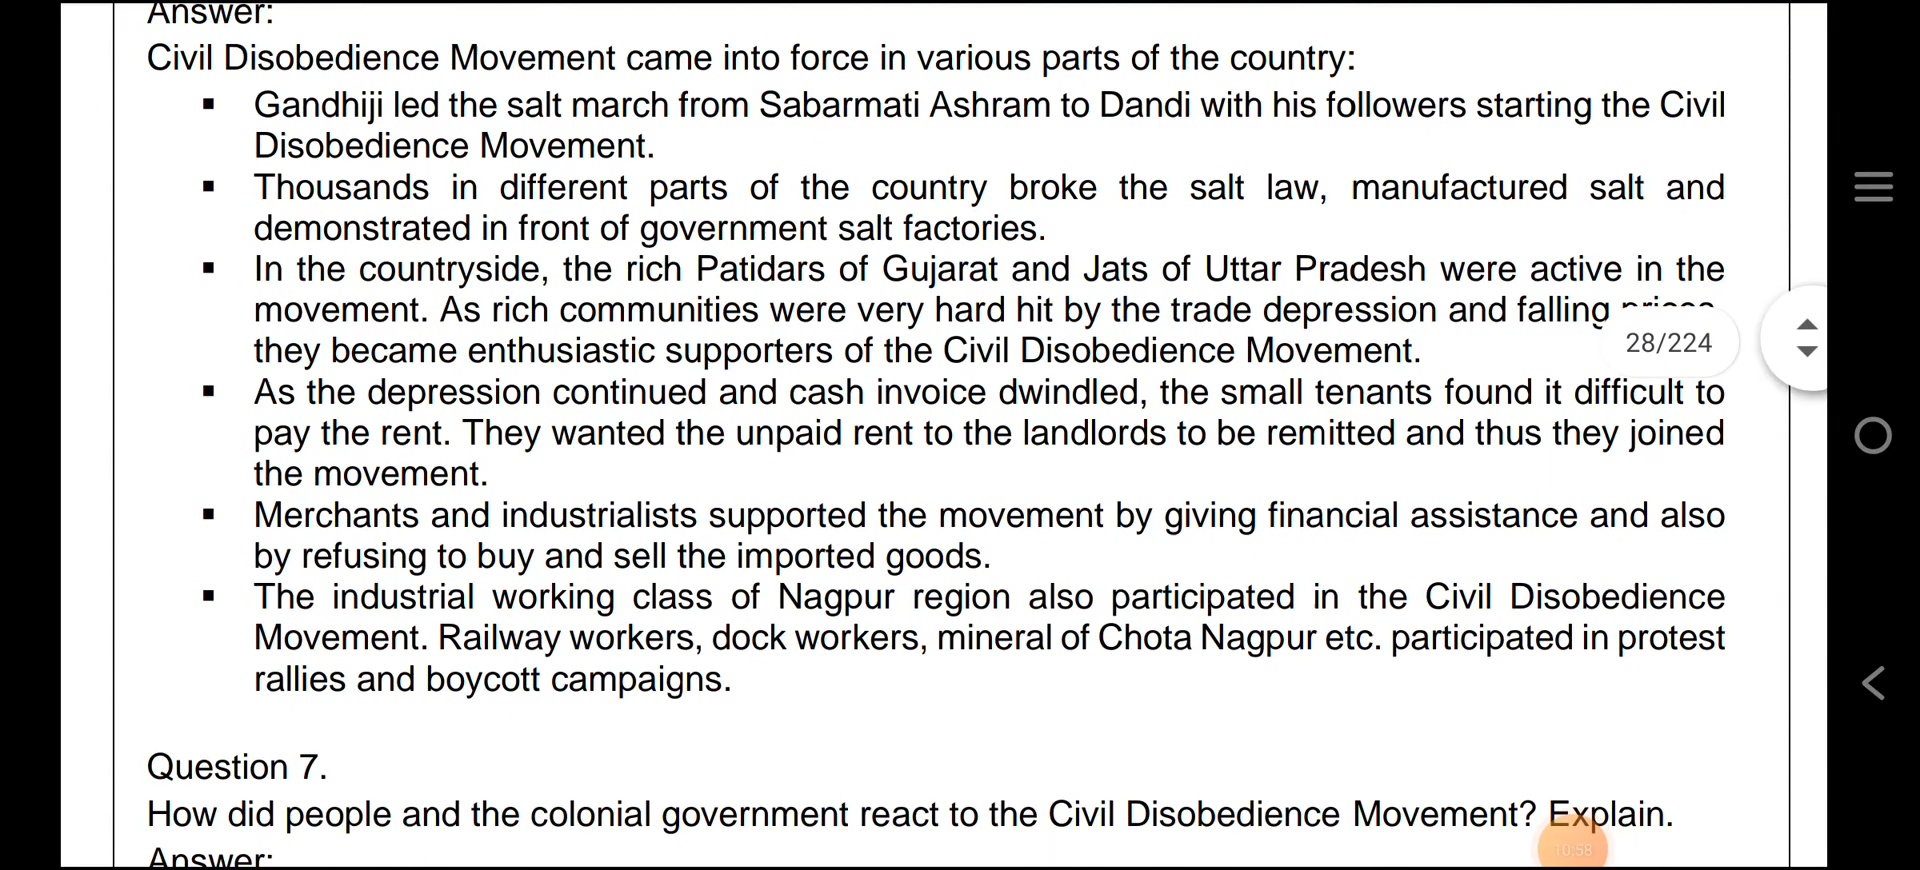 Answer:
Civil Disobedience Movement came into force in various parts of the country:
▪ Gandhiji led the salt march from Sabarmati Ashram to Dandi with his followers starting the Civil
Disobedience Movement.
▪ Thousands in different parts of the country broke the salt law, manufactured salt and
demonstrated in front of government salt factories.
▪ In the countryside, the rich Patidars of Gujarat and Jats of Uttar Pradesh were active in the
movement. As rich communities were very hard hit by the trade depression and falling
they became enthusiastic supporters of the Civil Disobedience Movement.
28/224
▪ As the depression continued and cash invoice dwindled, the small tenants found it difficult to
pay the rent. They wanted the unpaid rent to the landlords to be remitted and thus they joined
the movement.
▪ Merchants and industrialists supported the movement by giving financial assistance and also
by refusing to buy and sell the imported goods.
▪ The industrial working class of Nagpur region also participated in the Civil Disobedience
Movement. Railway workers, dock workers, mineral of Chota Nagpur etc. participated in protest
rallies and boycott campaigns.
Question 7.
How did people and the colonial government react to the Civil Disobedience Movement? Explain.
10:58
Answer: